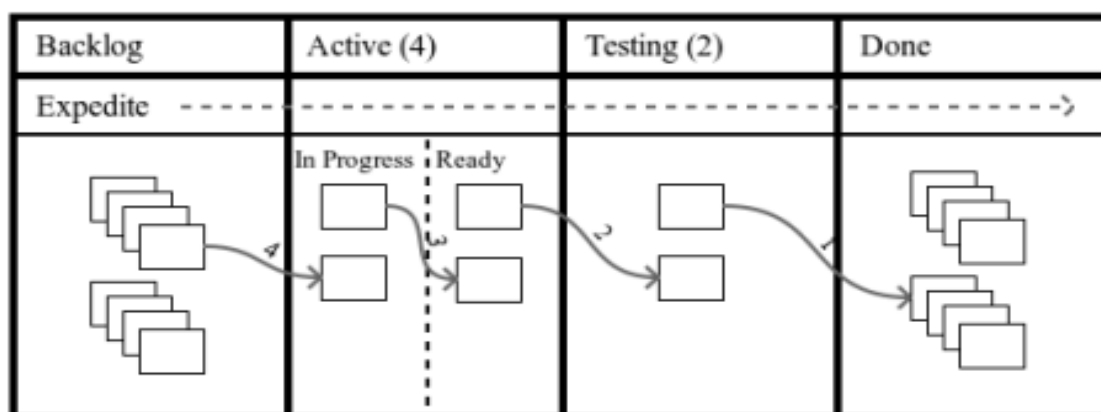 Backlog
Active (4)
Testing (2)
Done
Expedite
In Progress
Ready
4
3
2
1